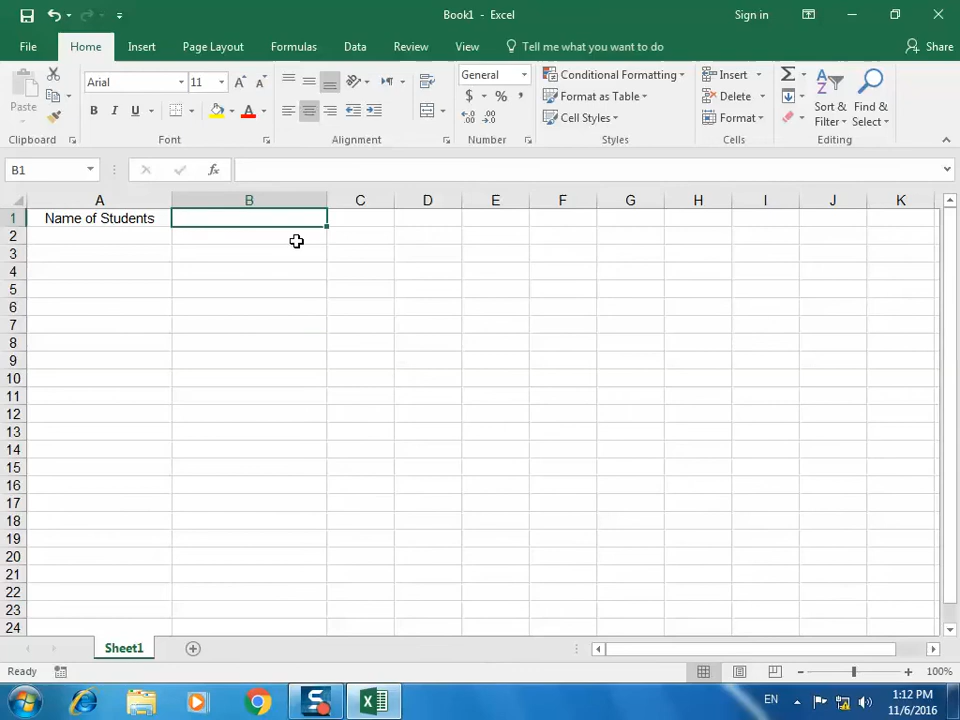 Book1 - Excel
Sign in
File
Home
Insert
Page Layout
Formulas
Data
Review
View
Tell me what you want to do
Share
Paste
Clipboard
Arial
11
B I U
A
Font
Alignment
General
$ % ,
Number
Conditional Formatting
Format as Table
Cell Styles
Styles
Insert
Delete
Format
Cells
Sort & Filter
Find & Select
Editing
B1
fx
A B C D E F G H I J K
1 Name of Students
2
3
4
5
6
7
8
9
10
11
12
13
14
15
16
17
18
19
20
21
22
23
24
Sheet1
Ready
100%
EN
1:12 PM
11/6/2016